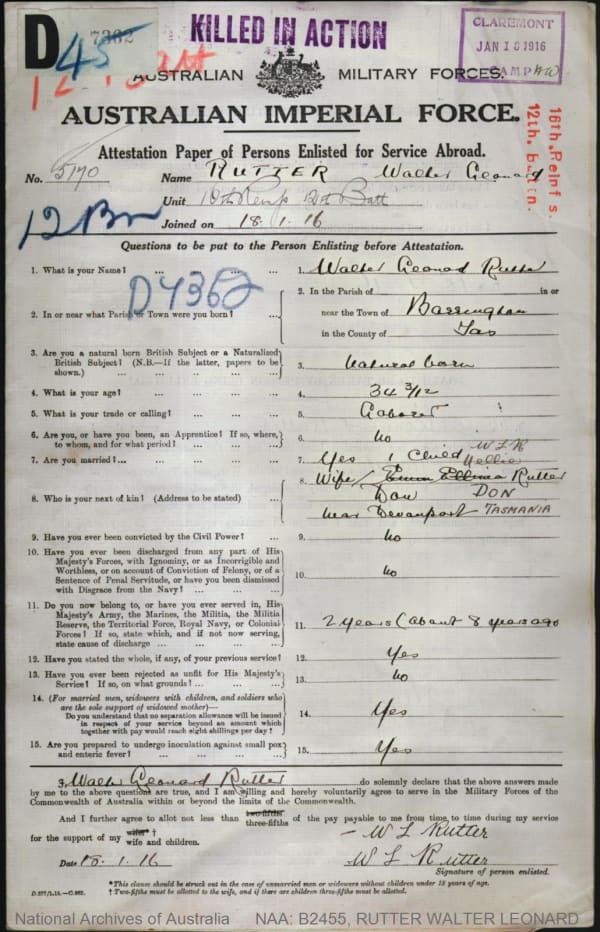 D
45
7362
KILLED IN ACTION
CLAREMONT
JAN 18 1916
CAMP
AUSTRALIAN MILITARY FORCES.
AUSTRALIAN IMPERIAL FORCE.
16th. Reinf's.
12th. battn.
Attestation Paper of Persons Enlisted for Service Abroad.
No. 5170 Name RUTTER Walter Leonard
Unit
Joined on 18.1.16
12 Bn
Questions to be put to the Person Enlisting before Attestation.
D7362
1. What is your Name? ... ... ... 1. Walter Leonard Rutter
2. In or near what Parish or Town were you born? ... 2. In the Parish of in or
near the Town of Barrington
in the County of Tas
3. Are you a natural born British Subject or a Naturalized
British Subject? (N.B.—If the latter, papers to be
shown.) ... ... ... ... 3. Natural born
4. What is your age? ... ... ... 4. 34 3/12
5. What is your trade or calling? ... ... ... 5. Laborer
6. Are you, or have you been, an Apprentice? If so, where,
to whom, and for what period? ... ... 6. No
7. Are you married?... ... ... ... 7. Yes 1 Child W.L.R
Nellie
8. Who is your next of kin? (Address to be stated) ... 8. Wife / Rutter
Don DON
near Devonport TASMANIA
9. Have you ever been convicted by the Civil Power? ... 9. No
10. Have you ever been discharged from any part of His
Majesty's Forces, with Ignominy, or as Incorrigible and
Worthless, or on account of Conviction of Felony, or of a
Sentence of Penal Servitude, or have you been dismissed
with Disgrace from the Navy? ... ... 10. No
11. Do you now belong to, or have you ever served in, His
Majesty's Army, the Marines, the Militia, the Militia
Reserve, the Territorial Force, Royal Navy, or Colonial
Forces? If so, state which, and if not now serving,
state cause of discharge ... ... ... 11. 2 years (about 8 years ago
12. Have you stated the whole, if any, of your previous service? 12. Yes
13. Have you ever been rejected as unfit for His Majesty's
Service? If so, on what grounds? ... ... 13. No
14. (For married men, widowers with children, and soldiers who
are the sole support of widowed mother)—
Do you understand that no separation allowance will be issued
in respect of your service beyond an amount which
together with pay would reach eight shillings per day? 14. Yes
15. Are you prepared to undergo inoculation against small pox
and enteric fever? ... ... ... 15. Yes
I, Walter Leonard Rutter do solemnly declare that the above answers made
by me to the above questions are true, and I am willing and hereby voluntarily agree to serve in the Military Forces of the
Commonwealth of Australia within or beyond the limits of the Commonwealth.
And I further agree to allot not less than two-fifths three-fifths of the pay payable to me from time to time during my service
for the support of my wife* † wife and children.
W L Rutter
Date 18.1.16 W L Rutter
Signature of person enlisted.
*This clause should be struck out in the case of unmarried men or widowers without children under 18 years of age.
† Two-fifths must be allotted to the wife, and if there are children three-fifths must be allotted.
National Archives of Australia NAA: B2455, RUTTER WALTER LEONARD